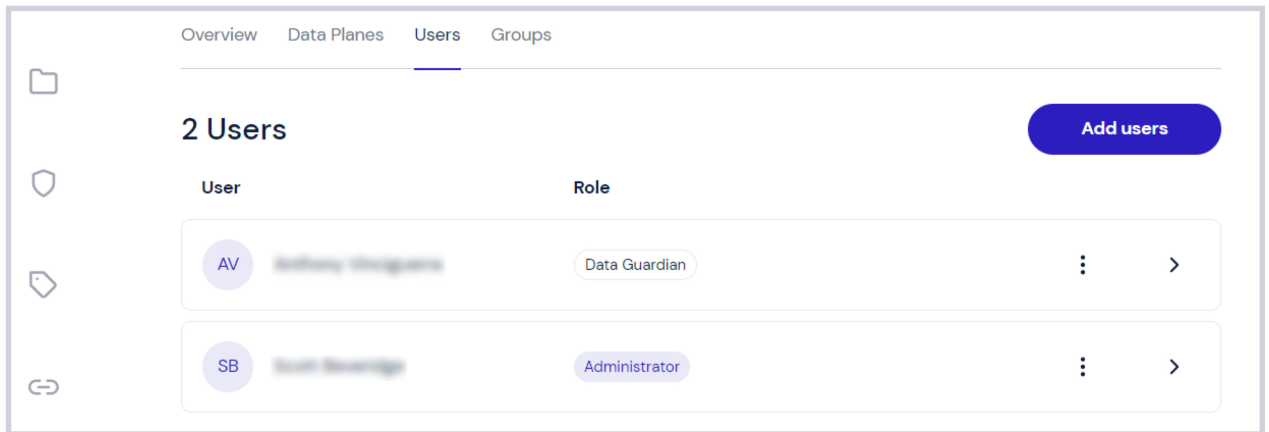 Overview Data Planes Users Groups
2 Users Add users
User Role
AV Data Guardian
SB Administrator